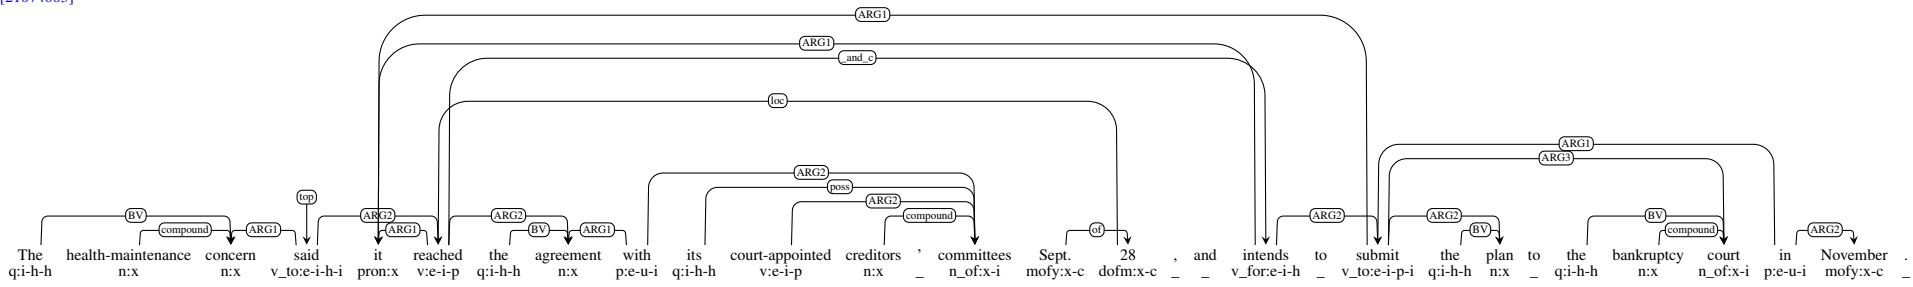 ARG1
ARG1
_and_c
loc
ARG1
ARG3
ARG2
poss
top
ARG2
BV ARG2 ARG2 compound ARG2 ARG2 BV
compound ARG1 ARG1 BV ARG1 of BV compound ARG2
The health-maintenance concern said it reached the agreement with its court-appointed creditors ' committees Sept. 28 , and intends to submit the plan to the bankruptcy court in November .
q:i-h-h n:x n:x v_to:e-i-h-i pron:x v:e-i-p q:i-h-h n:x p:e-u-i q:i-h-h v:e-i-p n:x _ n_of:x-i mofy:x-c dofm:x-c _ _ v_for:e-i-h _ v_to:e-i-p-i q:i-h-h n:x _ q:i-h-h n:x n_of:x-i p:e-u-i mofy:x-c _